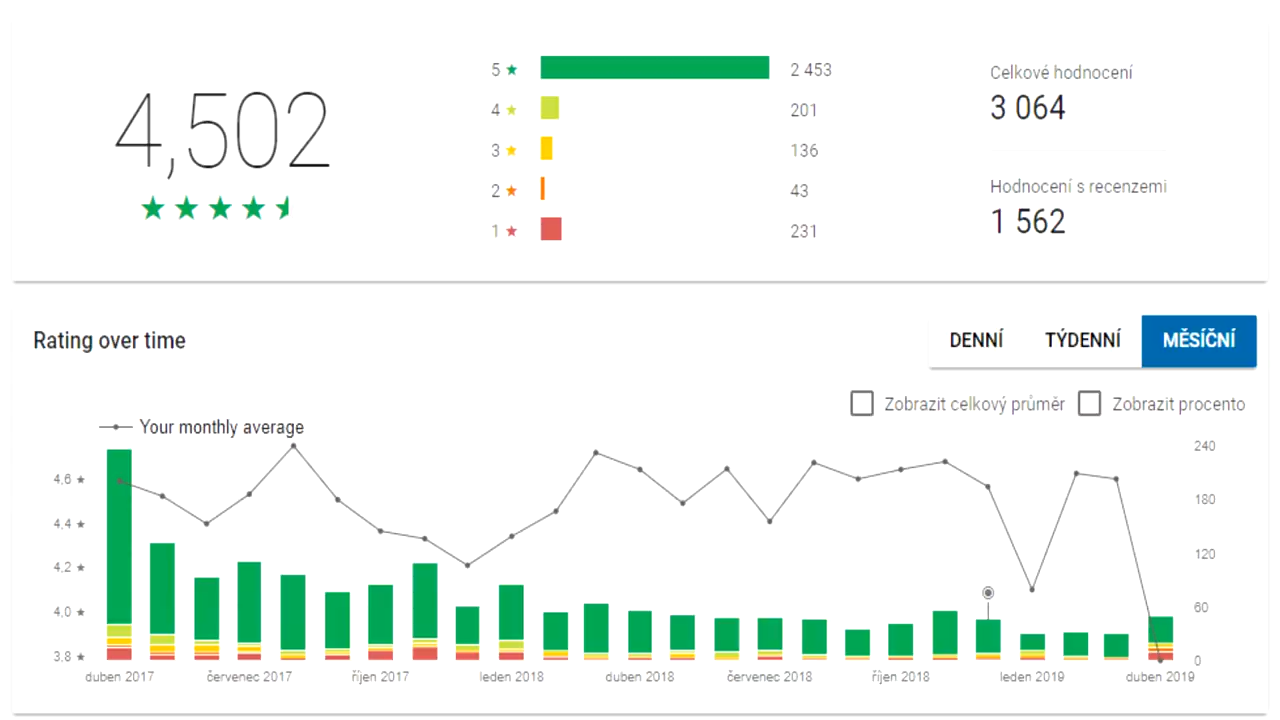 4,502
5 ★ 2 453
4 ★ 201
3 ★ 136
2 ★ 43
1 ★ 231
Celkové hodnocení
3 064
Hodnocení s recenzemi
1 562
Rating over time
DENNÍ TÝDENNÍ MĚSÍČNÍ
Zobrazit celkový průměr Zobrazit procento
Your monthly average
4,6 ★
4,4 ★
4,2 ★
4,0 ★
3,8 ★
240
180
120
60
0
duben 2017 červenec 2017 říjen 2017 leden 2018 duben 2018 červenec 2018 říjen 2018 leden 2019 duben 2019